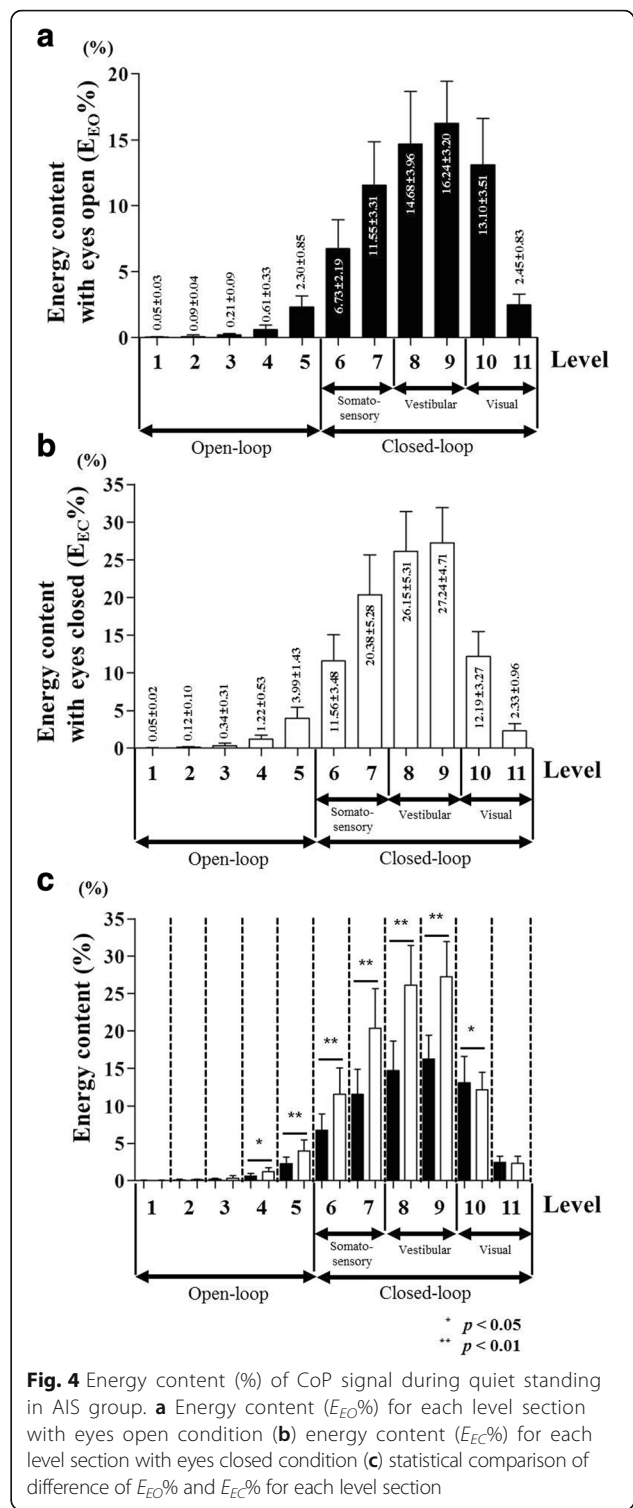 a
(%)
Energy content
with eyes open (E_EO%)
20
15
10
5
0
0.05±0.03
0.09±0.04
0.21±0.09
0.61±0.33
2.30±0.85
6.73±2.19
11.55±3.31
14.68±3.96
16.24±3.20
13.10±3.51
2.45±0.83
1 2 3 4 5 6 7 8 9 10 11 Level
Somato-
sensory
Vestibular
Visual
Open-loop
Closed-loop
b
(%)
Energy content
with eyes closed (E_EC%)
35
30
25
20
15
10
5
0
0.05±0.02
0.12±0.10
0.34±0.31
1.22±0.53
3.99±1.43
11.56±3.48
20.38±5.28
26.15±5.31
27.24±4.71
12.19±3.27
2.33±0.96
1 2 3 4 5 6 7 8 9 10 11 Level
Somato-
sensory
Vestibular
Visual
Open-loop
Closed-loop
c
(%)
Energy content (%)
35
30
25
20
15
10
5
0
* ** ** ** ** ** *
1 2 3 4 5 6 7 8 9 10 11 Level
Somato-
sensory
Vestibular
Visual
Open-loop
Closed-loop
* p < 0.05
** p < 0.01
Fig. 4 Energy content (%) of CoP signal during quiet standing
in AIS group. a Energy content (E_EO%) for each level section
with eyes open condition (b) energy content (E_EC%) for each
level section with eyes closed condition (c) statistical comparison of
difference of E_EO% and E_EC% for each level section